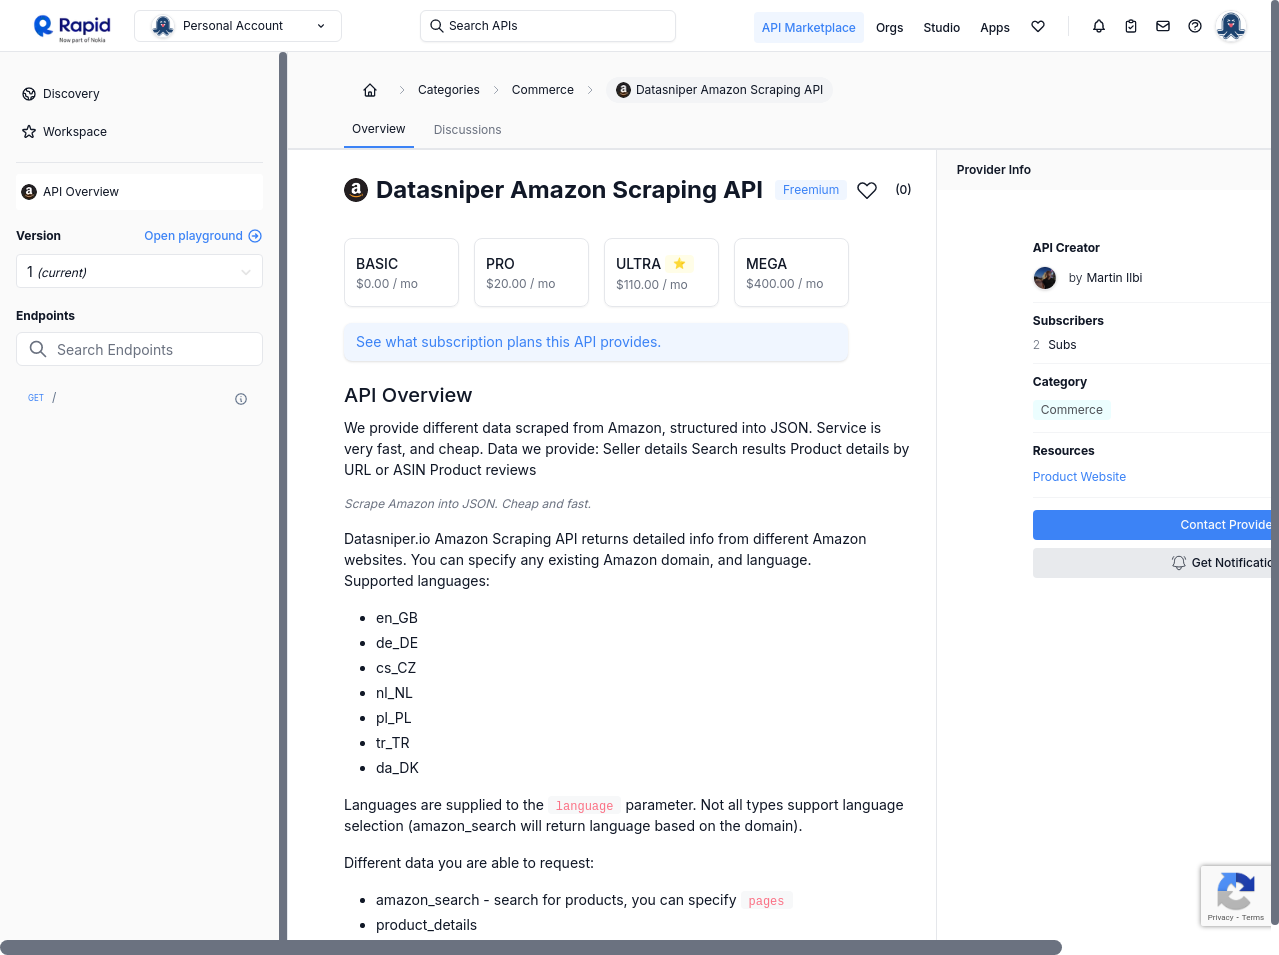 Rapid
Now part of Nokia
Personal Account
Search APIs
API Marketplace
Orgs
Studio
Apps
Discovery
Workspace
API Overview
Version
Open playground
1 (current)
Endpoints
Search Endpoints
GET /
Categories
Commerce
Datasniper Amazon Scraping API
Overview
Discussions
Datasniper Amazon Scraping API
Freemium
(0)
BASIC
$0.00 / mo
PRO
$20.00 / mo
ULTRA
$110.00 / mo
MEGA
$400.00 / mo
See what subscription plans this API provides.
API Overview
We provide different data scraped from Amazon, structured into JSON. Service is
very fast, and cheap. Data we provide: Seller details Search results Product details by
URL or ASIN Product reviews
Scrape Amazon into JSON. Cheap and fast.
Datasniper.io Amazon Scraping API returns detailed info from different Amazon
websites. You can specify any existing Amazon domain, and language.
Supported languages:
en_GB
de_DE
cs_CZ
nl_NL
pl_PL
tr_TR
da_DK
Languages are supplied to the language parameter. Not all types support language
selection (amazon_search will return language based on the domain).
Different data you are able to request:
amazon_search - search for products, you can specify pages
product_details
Provider Info
API Creator
by Martin Ilbi
Subscribers
2 Subs
Category
Commerce
Resources
Product Website
Contact Provide
Get Notificatio
Privacy - Terms